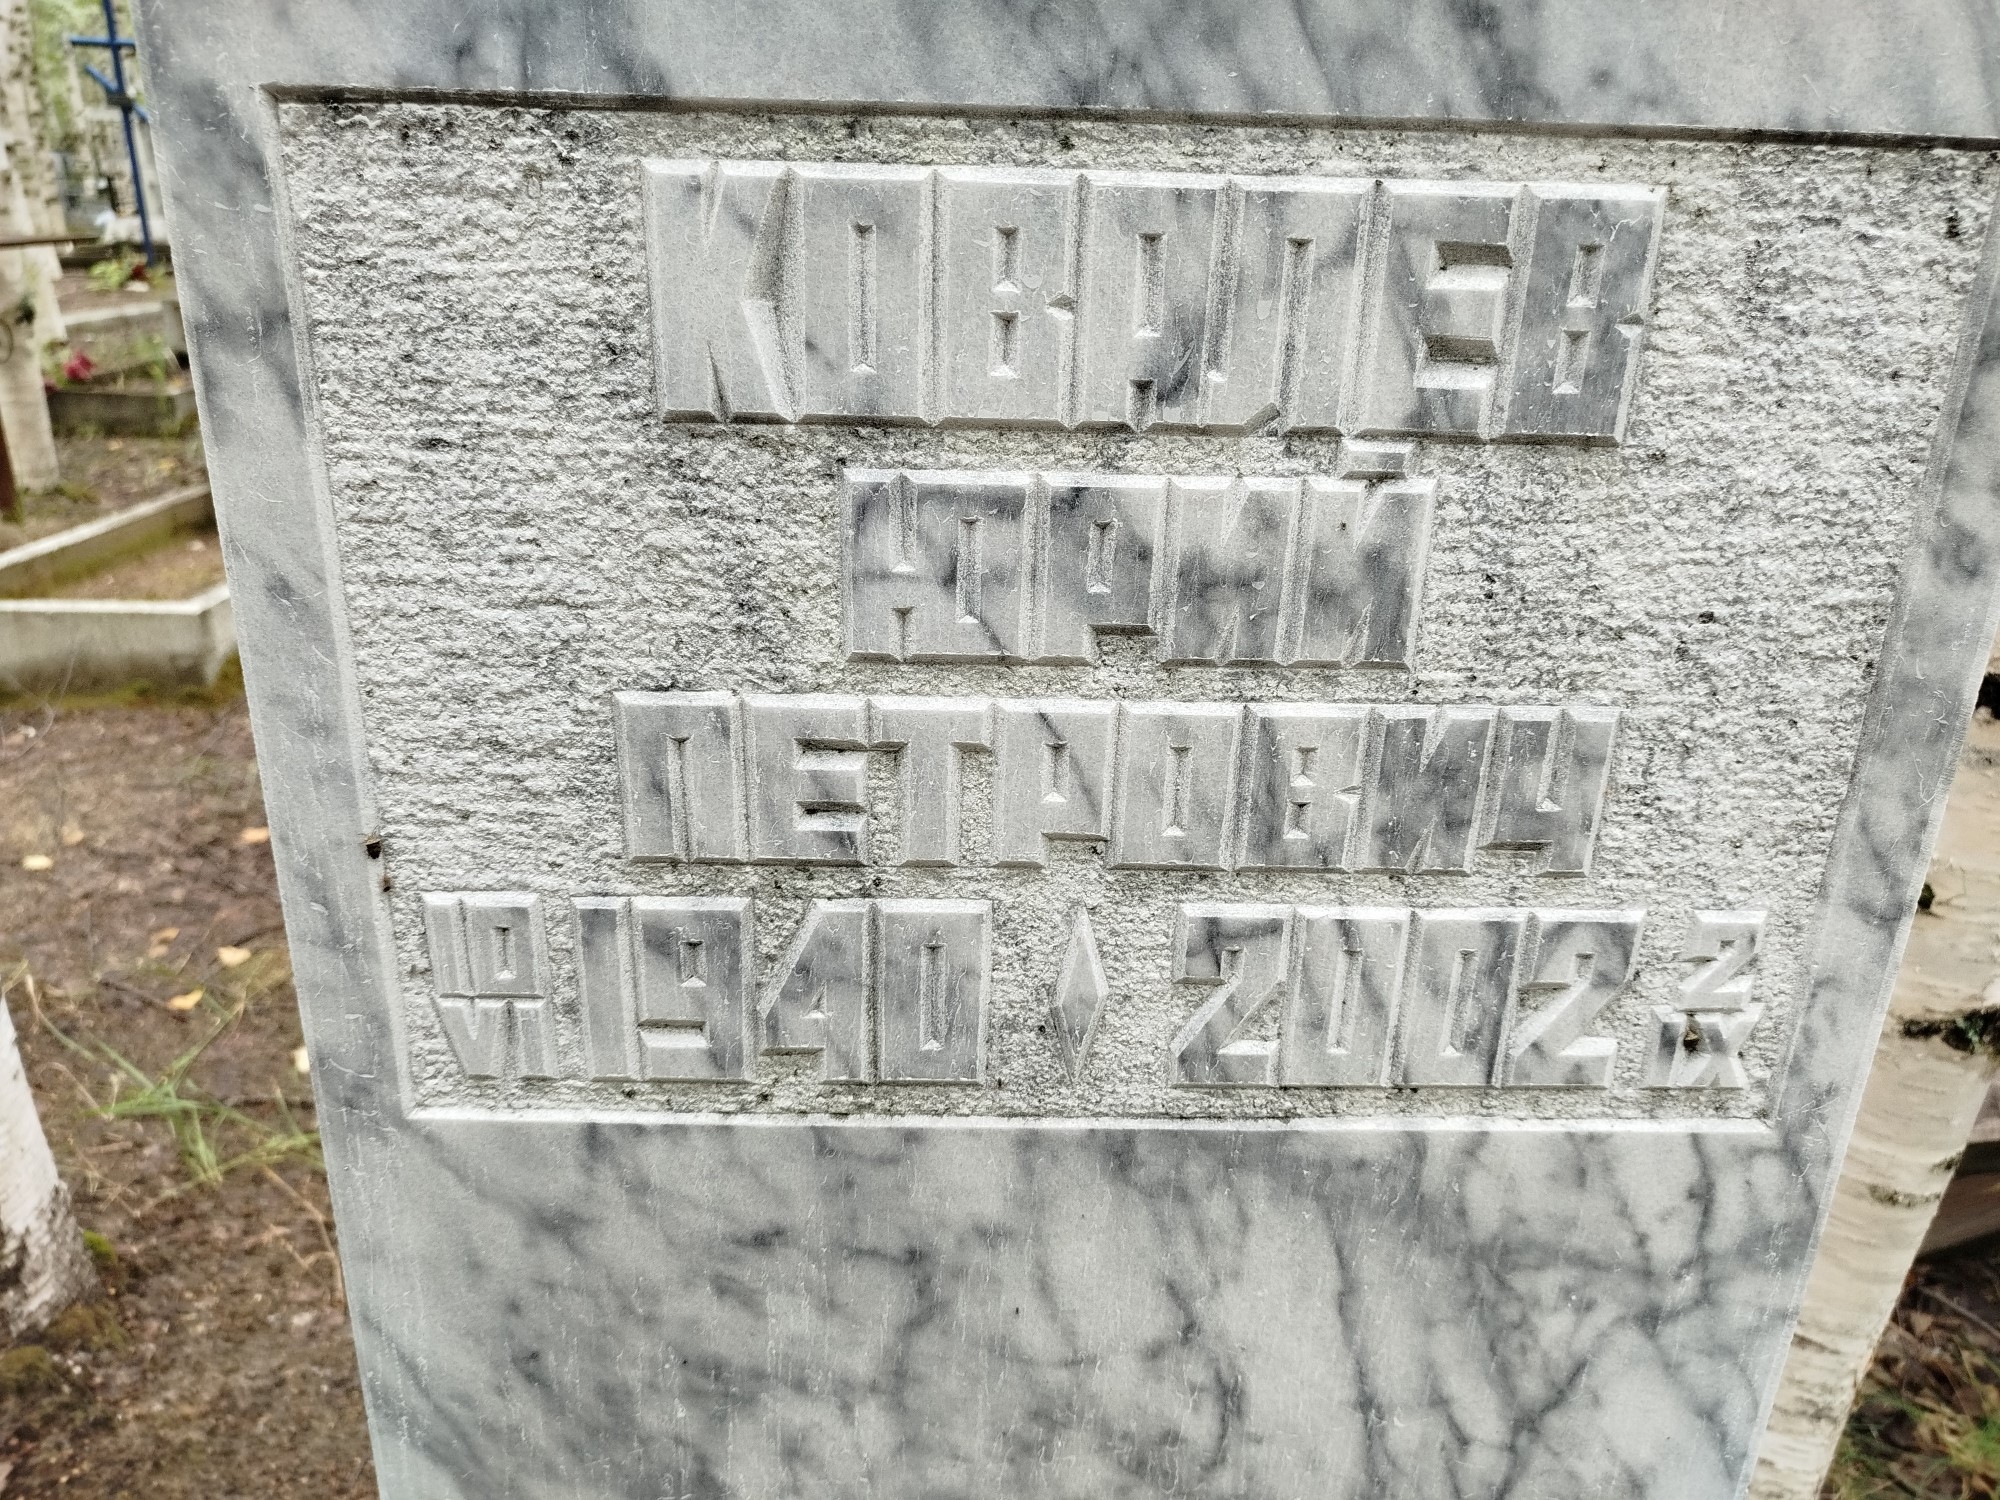 КОВАЛЕВ
ЮРИЙ
ПЕТРОВИЧ
10/VI 1940 ♦ 2002 2/IX